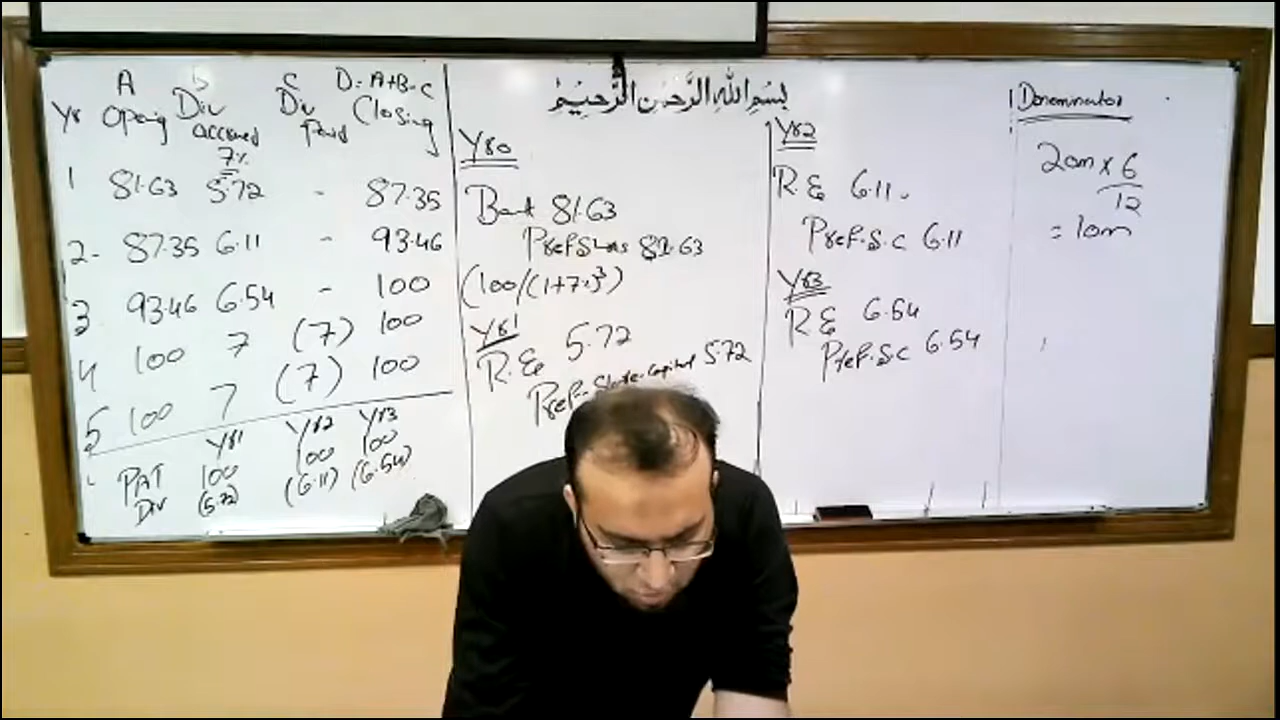 A b C D=A+B-C
Yr Opening Div accrued Div Paid Closing
7%
1 81.63 5.72 - 87.35
2- 87.35 6.11 - 93.46
3 93.46 6.54 - 100
4 100 7 (7) 100
5 100 7 (7) 100
Yr1 Yr2 Yr3
PAT 100 100 100
Div (5.72) (6.11) (6.54)
بسم الله الرحمن الرحيم
Yr0
Bank 81.63
Pref Shares 81.63
(100/(1+7%)³)
Yr1
R.E 5.72
Pref. Share. Capital 5.72
Yr2
R.E 6.11
Pref.S.C 6.11
Yr3
R.E 6.54
Pref.S.C 6.54
Denominator
20m x 6/12
= 10m